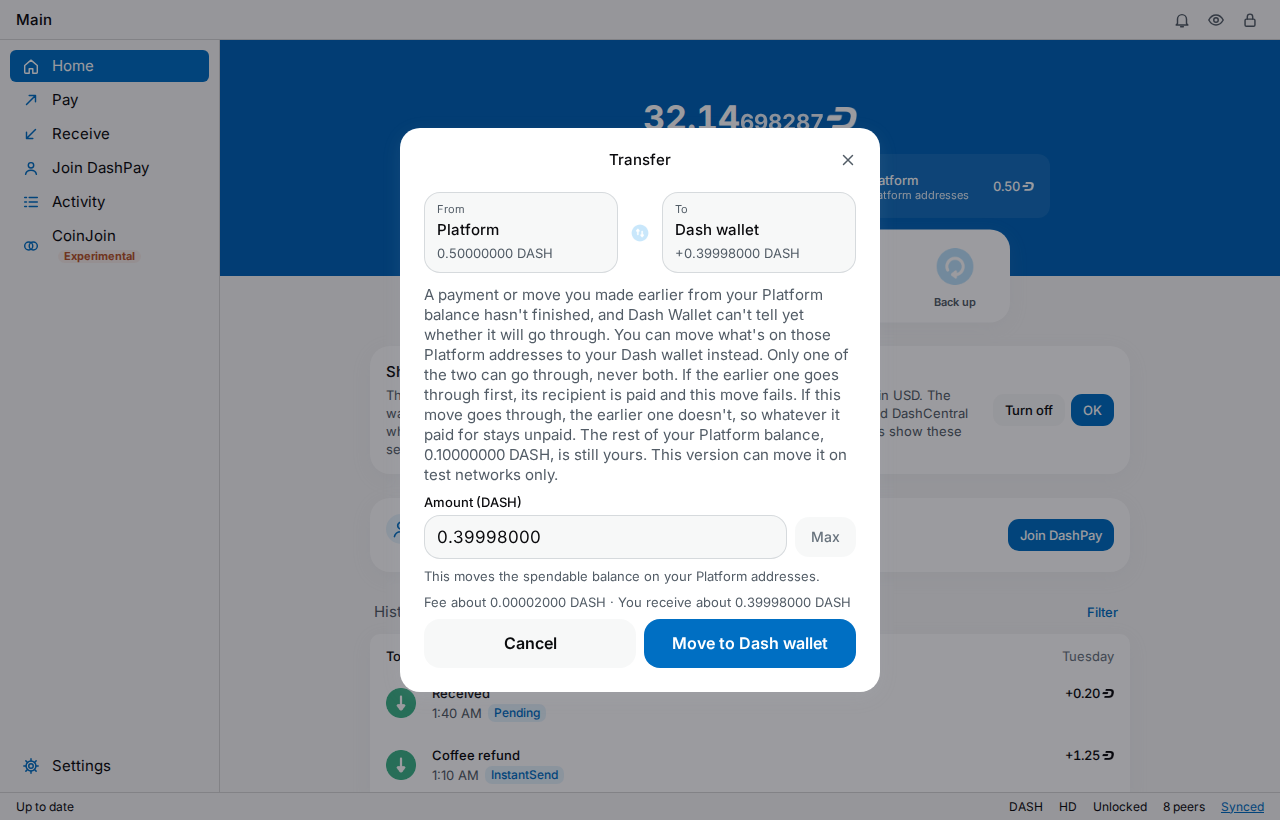 Main
Home
Pay
Receive
Join DashPay
Activity
CoinJoin
Experimental
Settings
32.14698287
atform
atform addresses
0.50
Back up
Transfer
From
Platform
0.50000000 DASH
To
Dash wallet
+0.39998000 DASH
A payment or move you made earlier from your Platform
balance hasn't finished, and Dash Wallet can't tell yet
whether it will go through. You can move what's on those
Platform addresses to your Dash wallet instead. Only one of
the two can go through, never both. If the earlier one goes
through first, its recipient is paid and this move fails. If this
move goes through, the earlier one doesn't, so whatever it
paid for stays unpaid. The rest of your Platform balance,
0.10000000 DASH, is still yours. This version can move it on
test networks only.
Amount (DASH)
0.39998000
Max
This moves the spendable balance on your Platform addresses.
Fee about 0.00002000 DASH · You receive about 0.39998000 DASH
Cancel
Move to Dash wallet
in USD. The
d DashCentral
s show these
Turn off
OK
Join DashPay
Hist
Filter
To
Tuesday
Received
1:40 AM
Pending
+0.20
Coffee refund
1:10 AM
InstantSend
+1.25
Up to date
DASH
HD
Unlocked
8 peers
Synced